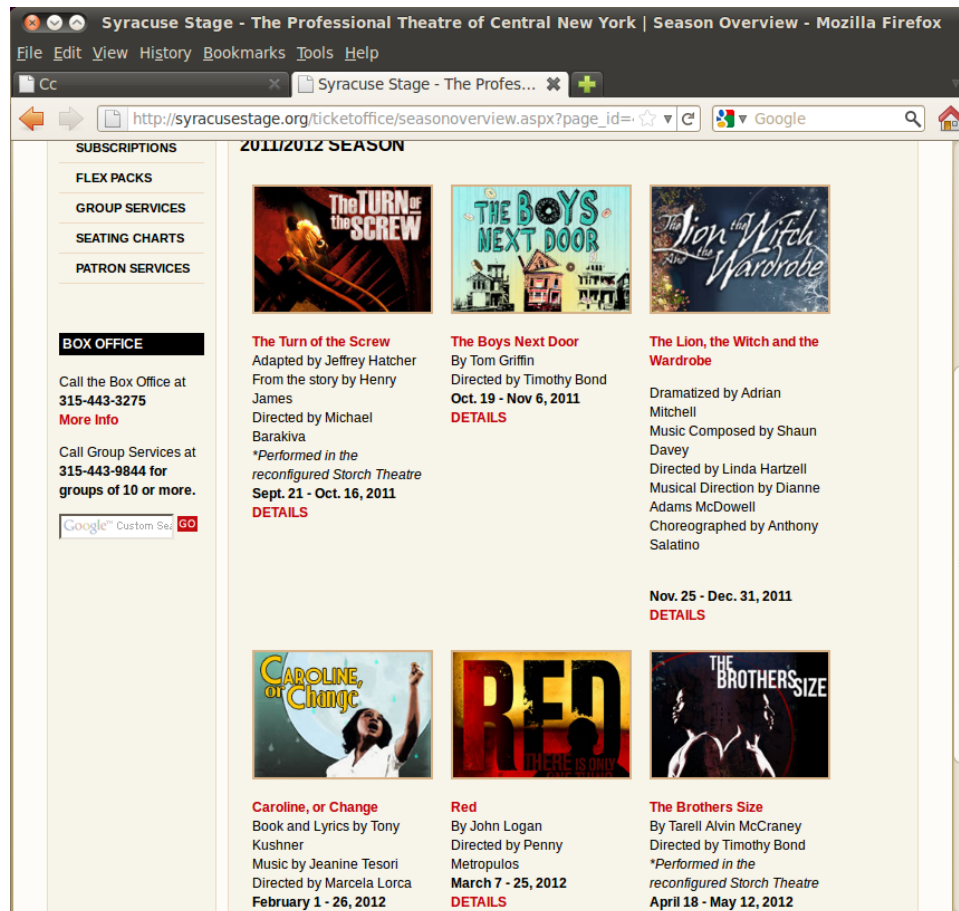 Syracuse Stage - The Professional Theatre of Central New York | Season Overview - Mozilla Firefox
File Edit View History Bookmarks Tools Help
Cc
Syracuse Stage - The Profes...
http://syracusestage.org/ticketoffice/seasonoverview.aspx?page_id=
Google
SUBSCRIPTIONS
FLEX PACKS
GROUP SERVICES
SEATING CHARTS
PATRON SERVICES
BOX OFFICE
Call the Box Office at
315-443-3275
More Info
Call Group Services at
315-443-9844 for
groups of 10 or more.
Google™ Custom Sea
GO
2011/2012 SEASON
The TURN OF
the SCREW
The Turn of the Screw
Adapted by Jeffrey Hatcher
From the story by Henry
James
Directed by Michael
Barakiva
*Performed in the
reconfigured Storch Theatre
Sept. 21 - Oct. 16, 2011
DETAILS
THE BOYS
NEXT DOOR
The Boys Next Door
By Tom Griffin
Directed by Timothy Bond
Oct. 19 - Nov 6, 2011
DETAILS
The Lion the Witch
And the Wardrobe
The Lion, the Witch and the
Wardrobe
Dramatized by Adrian
Mitchell
Music Composed by Shaun
Davey
Directed by Linda Hartzell
Musical Direction by Dianne
Adams McDowell
Choreographed by Anthony
Salatino
Nov. 25 - Dec. 31, 2011
DETAILS
CAROLINE,
or Change
Caroline, or Change
Book and Lyrics by Tony
Kushner
Music by Jeanine Tesori
Directed by Marcela Lorca
February 1 - 26, 2012
RED
THERE IS ONLY
ONE THING
Red
By John Logan
Directed by Penny
Metropulos
March 7 - 25, 2012
DETAILS
THE
BROTHERS
SIZE
The Brothers Size
By Tarell Alvin McCraney
Directed by Timothy Bond
*Performed in the
reconfigured Storch Theatre
April 18 - May 12, 2012